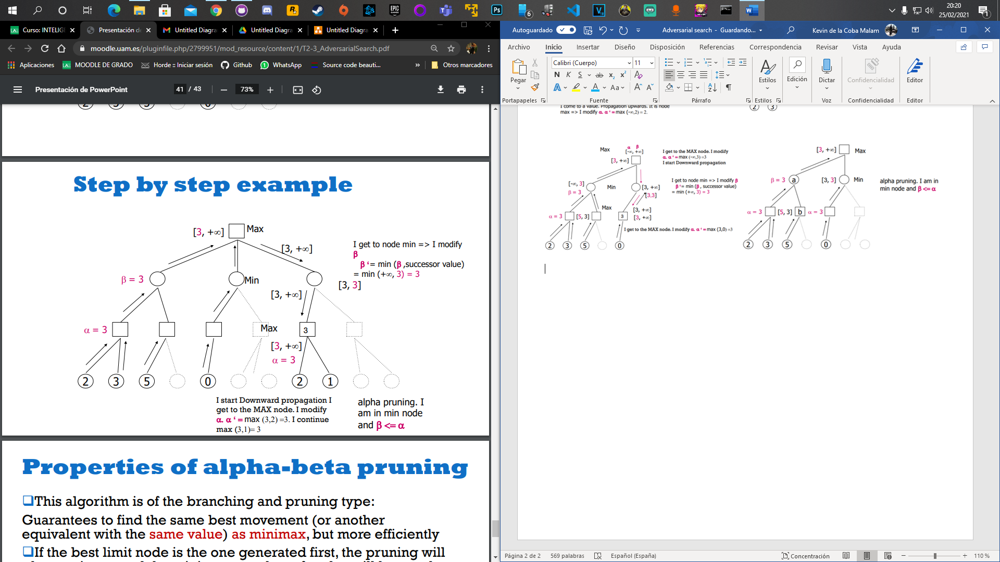 20:20
25/02/2021
Curso: INTELIGE
Presentación de
Untitled Diagra
Untitled Diagra
Untitled Diagra
moodle.uam.es/pluginfile.php/2799951/mod_resource/content/1/T2-3_AdversarialSearch.pdf
Aplicaciones
MOODLE DE GRADO
Horde :: Iniciar sesión
Github
WhatsApp
Source code beauti...
»
Otros marcadores
Presentación de PowerPoint
41 / 43
73%
Step by step example
[3, +∞]
Max
[3, +∞]
I get to node min => I modify
β
β ‘= min (β ,successor value)
= min (+∞, 3) = 3
β = 3
Min
[3, 3]
[3, +∞]
α = 3
Max
3
[3, +∞]
α = 3
2
3
5
0
2
1
I start Downward propagation I
get to the MAX node. I modify
α. α ‘ = max (3,2) =3. I continue
max (3,1)= 3
alpha pruning. I
am in min node
and β <= α
Properties of alpha-beta pruning
❑This algorithm is of the branching and pruning type:
Guarantees to find the same best movement (or another
equivalent with the same value) as minimax, but more efficiently
❑If the best limit node is the one generated first, the pruning will
Autoguardado
Adversarial search - Guardando...
Kevin de la Coba Malam
Archivo
Inicio
Insertar
Diseño
Disposición
Referencias
Correspondencia
Revisar
Vista
Ayuda
Pegar
Calibri (Cuerpo)
11
N K S ab x₂ x²
Estilos
Edición
Dictar
Confidencialidad
Editor
Portapapeles
Fuente
Párrafo
Estilos
Voz
Confidencialidad
Editor
I come to a value. Propagation upwards. It is node
max => I modify α. α ‘ = max (-∞,2) = 2.
2
3
Max
α β
[-∞, +∞]
[3, +∞]
I get to the MAX node. I modify
α. α ‘ = max (-∞,3) =3
I start Downward propagation
[-∞, 3]
β = 3
Min
[3, +∞]
[3,3]
I get to node min => I modify β
β ‘= min (β , successor value)
= min (+∞, 3) = 3
Max
α = 3
[5, 3]
3
[3, +∞]
[3, +∞]
I get to the MAX node. I modify α. α ‘ = max (3,0) =3
2
3
5
0
[3, +∞]
Max
β = 3
a
[3, 3]
Min
alpha pruning. I am in
min node and β <= α
α = 3
[5, 3]
b
α = 3
2
3
5
0
Página 2 de 2
569 palabras
Español (España)
Concentración
110 %